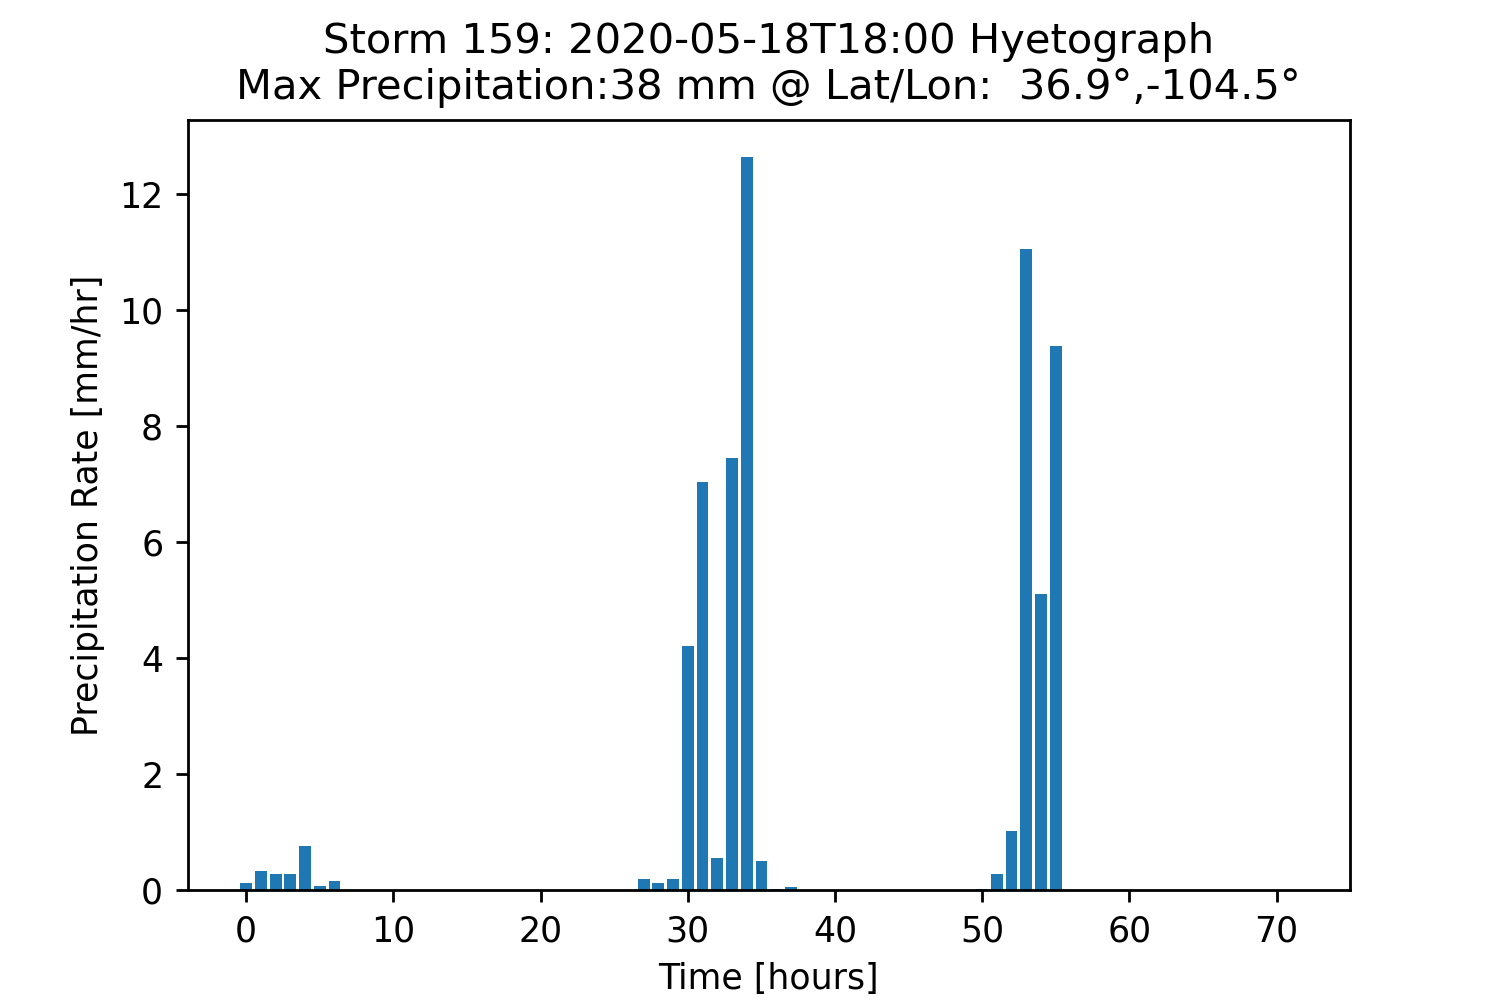 Storm 159: 2020-05-18T18:00 Hyetograph
Max Precipitation:38 mm @ Lat/Lon:  36.9°,-104.5°
Precipitation Rate [mm/hr]
12
10
8
6
4
2
0
0 10 20 30 40 50 60 70
Time [hours]